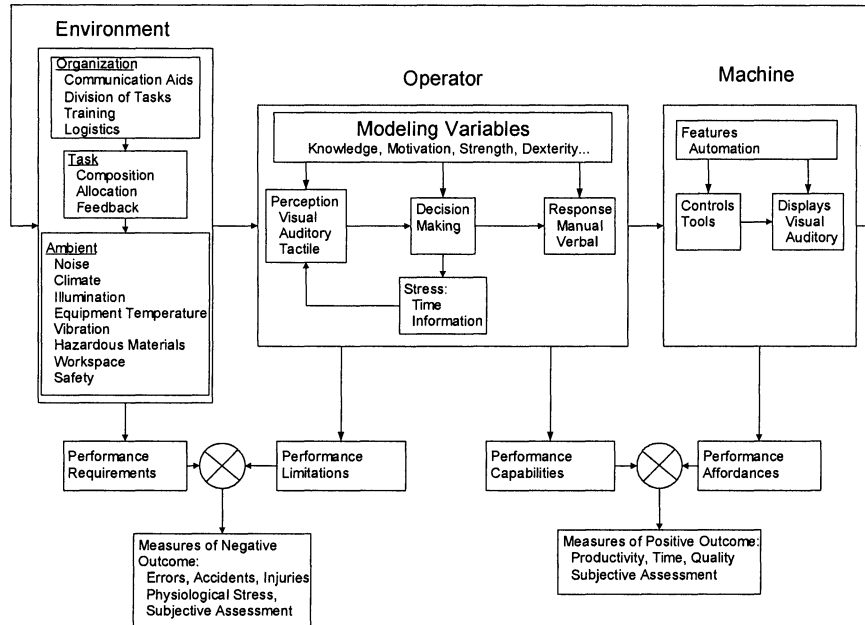 Environment
Organization
Communication Aids
Division of Tasks
Training
Logistics
Task
Composition
Allocation
Feedback
Ambient
Noise
Climate
Illumination
Equipment Temperature
Vibration
Hazardous Materials
Workspace
Safety
Operator
Modeling Variables
Knowledge, Motivation, Strength, Dexterity...
Perception
Visual
Auditory
Tactile
Decision
Making
Response
Manual
Verbal
Stress:
Time
Information
Machine
Features
Automation
Controls
Tools
Displays
Visual
Auditory
Performance
Requirements
Performance
Limitations
Performance
Capabilities
Performance
Affordances
Measures of Negative
Outcome:
Errors, Accidents, Injuries
Physiological Stress,
Subjective Assessment
Measures of Positive Outcome:
Productivity, Time, Quality
Subjective Assessment